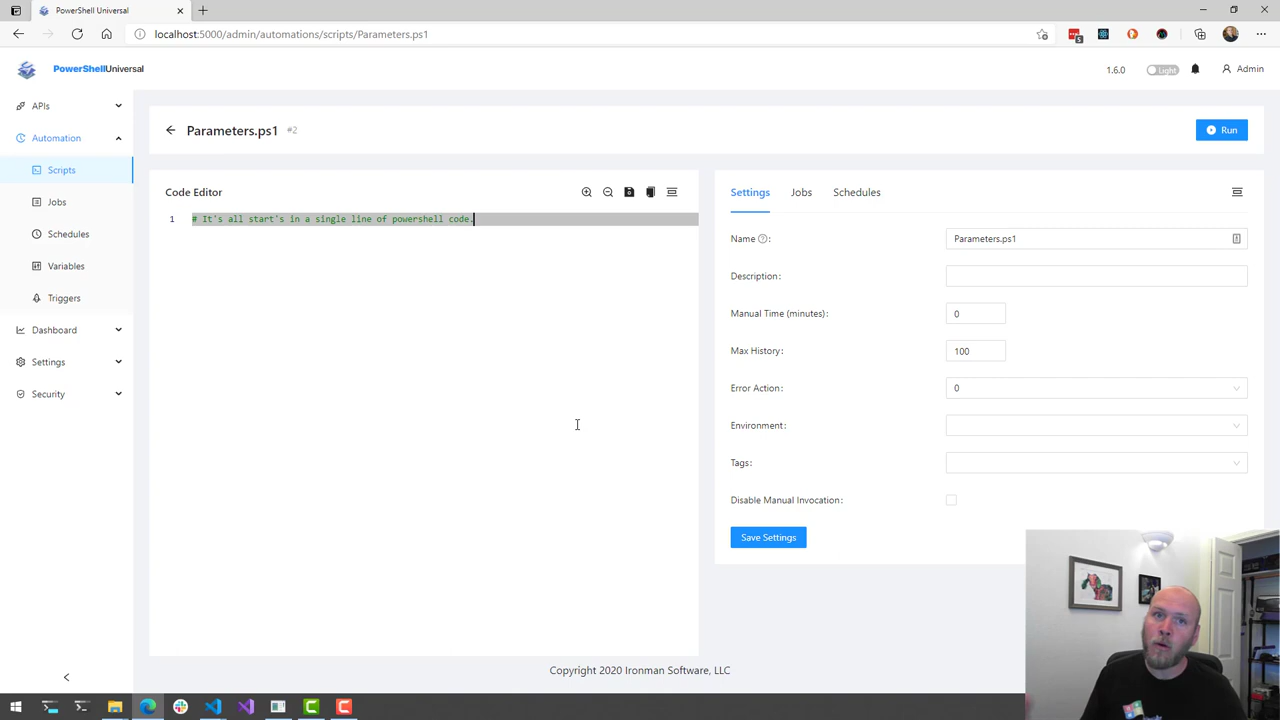 PowerShell Universal
localhost:5000/admin/automations/scripts/Parameters.ps1
PowerShellUniversal
1.6.0
Light
Admin
APIs
Automation
Scripts
Jobs
Schedules
Variables
Triggers
Dashboard
Settings
Security
Parameters.ps1 #2
Run
Code Editor
1 # It's all start's in a single line of powershell code.
Settings Jobs Schedules
Name : Parameters.ps1
Description :
Manual Time (minutes) : 0
Max History : 100
Error Action : 0
Environment :
Tags :
Disable Manual Invocation :
Save Settings
Copyright 2020 Ironman Software, LLC